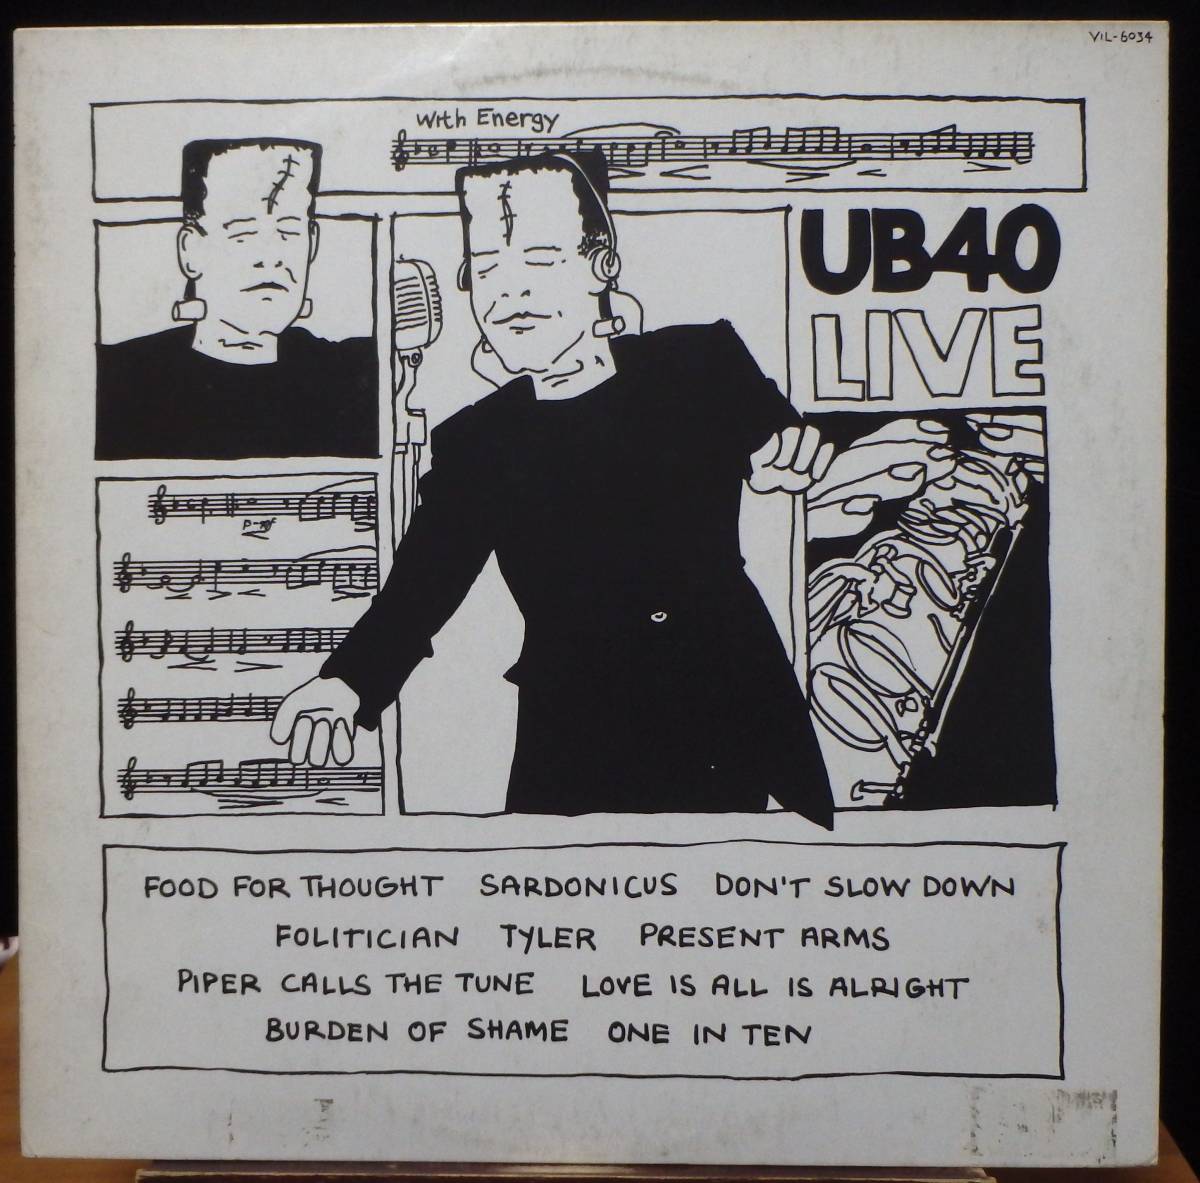 VIL-6034
With Energy
UB40
LIVE
FOOD FOR THOUGHT SARDONICUS DON'T SLOW DOWN
FOLITICIAN TYLER PRESENT ARMS
PIPER CALLS THE TUNE LOVE IS ALL IS ALRIGHT
BURDEN OF SHAME ONE IN TEN